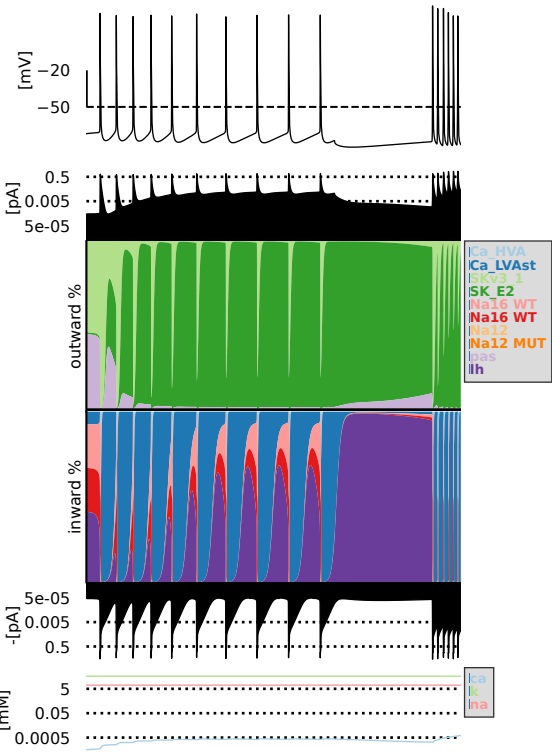 [mV]
−20
−50
[pA]
0.5
0.005
5e-05
outward %
Ca_HVA
Ca_LVAst
SKv3_1
SK_E2
Na16 WT
Na16 WT
Na12
Na12 MUT
pas
Ih
inward %
-[pA]
5e-05
0.005
0.5
[mM]
5
0.05
0.0005
ca
k
na